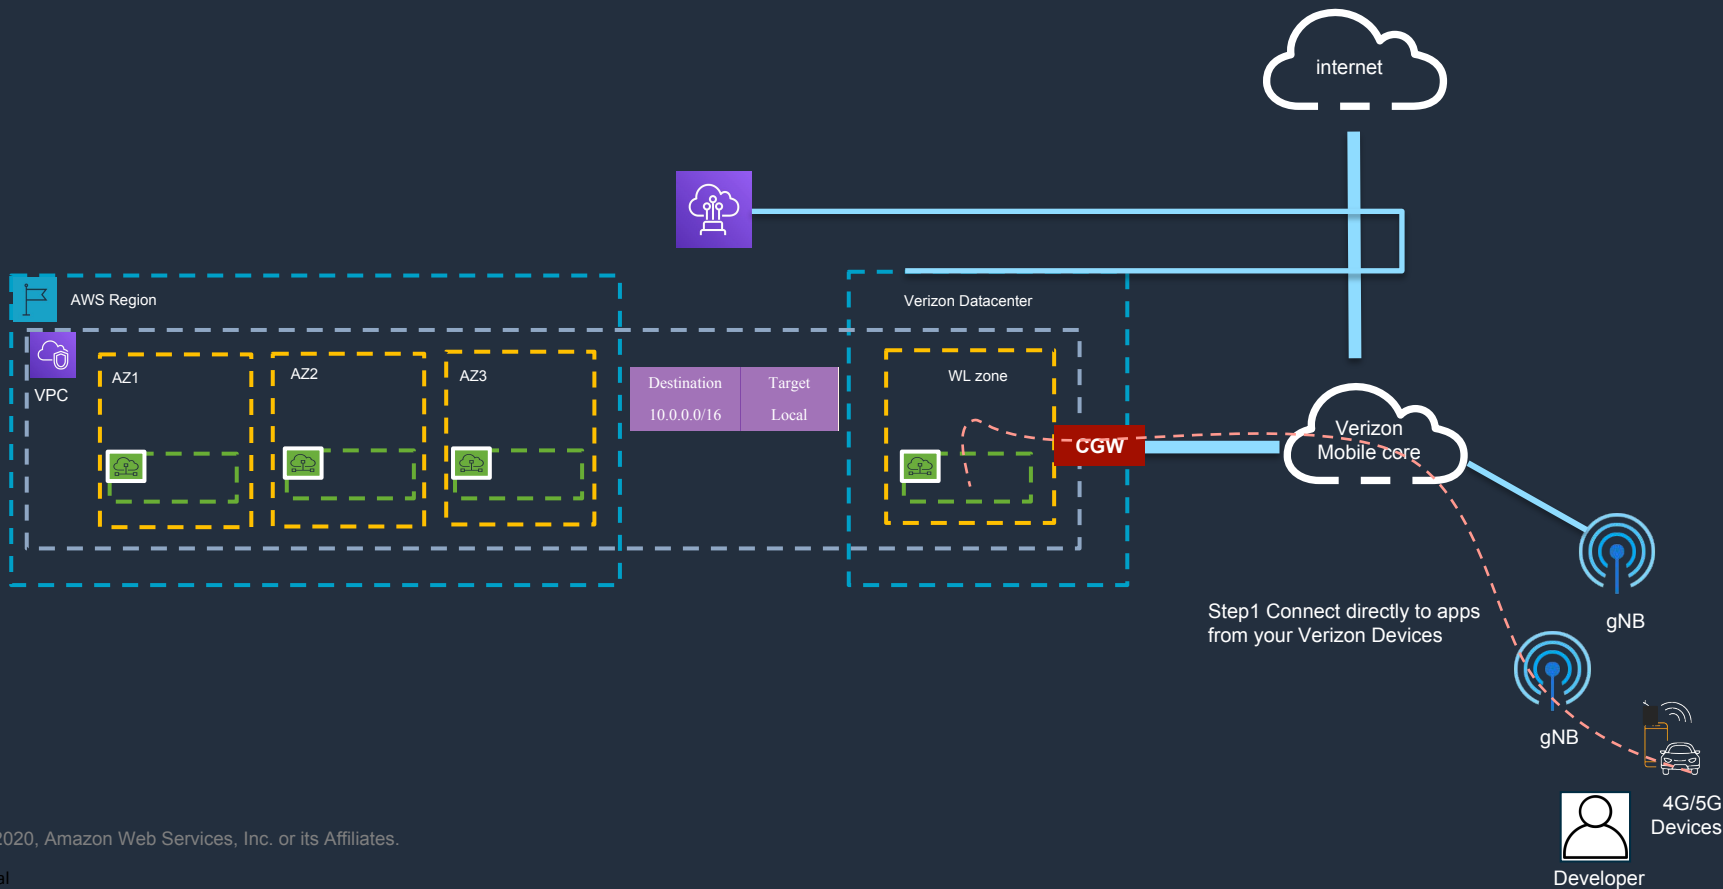 internet
AWS Region
Verizon Datacenter
VPC
AZ1
AZ2
AZ3
Destination Target
10.0.0.0/16 Local
WL zone
CGW
Verizon
Mobile core
Step1 Connect directly to apps
from your Verizon Devices
gNB
gNB
4G/5G
Devices
Developer
2020, Amazon Web Services, Inc. or its Affiliates.